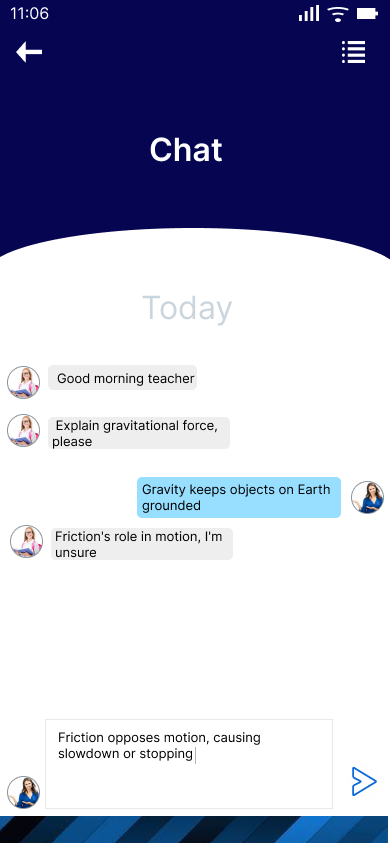 11:06
Chat
Today
Good morning teacher
Explain gravitational force,
please
Gravity keeps objects on Earth
grounded
Friction's role in motion, I'm
unsure
Friction opposes motion, causing
slowdown or stopping